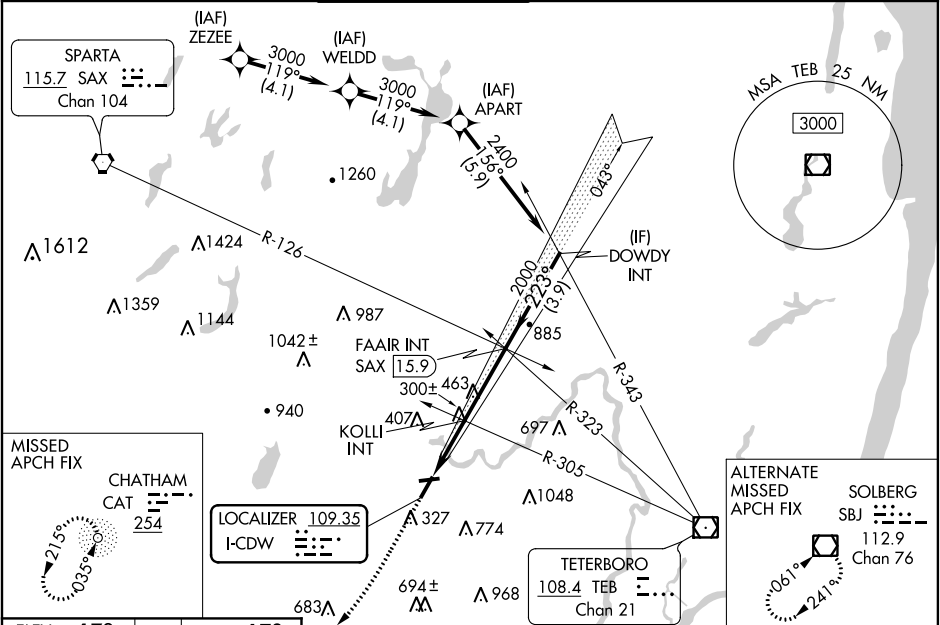 (IAF)
ZEZEE
(IAF)
WELDD
(IAF)
APART
3000
119°
(4.1)
3000
119°
(4.1)
2400
156°
(5.9)
SPARTA
115.7 SAX
Chan 104
MSA TEB 25 NM
3000
1260
043°
1612
1424
R-126
(IF)
DOWDY
INT
2000
223°
(3.9)
1359
1144
987
885
1042±
FAAIR INT
SAX 15.9
R-343
300±
463
940
407
KOLLI
INT
697
R-323
R-305
MISSED
APCH FIX
CHATHAM
CAT
254
215°
035°
LOCALIZER 109.35
I-CDW
327
774
1048
TETERBORO
108.4 TEB
Chan 21
ALTERNATE
MISSED
APCH FIX
SOLBERG
SBJ
112.9
Chan 76
061°
241°
683
694±
968